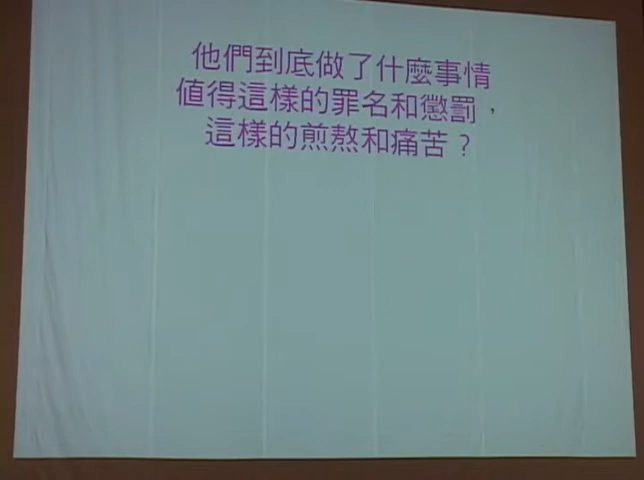 他們到底做了什麼事情
值得這樣的罪名和懲罰，
這樣的煎熬和痛苦？